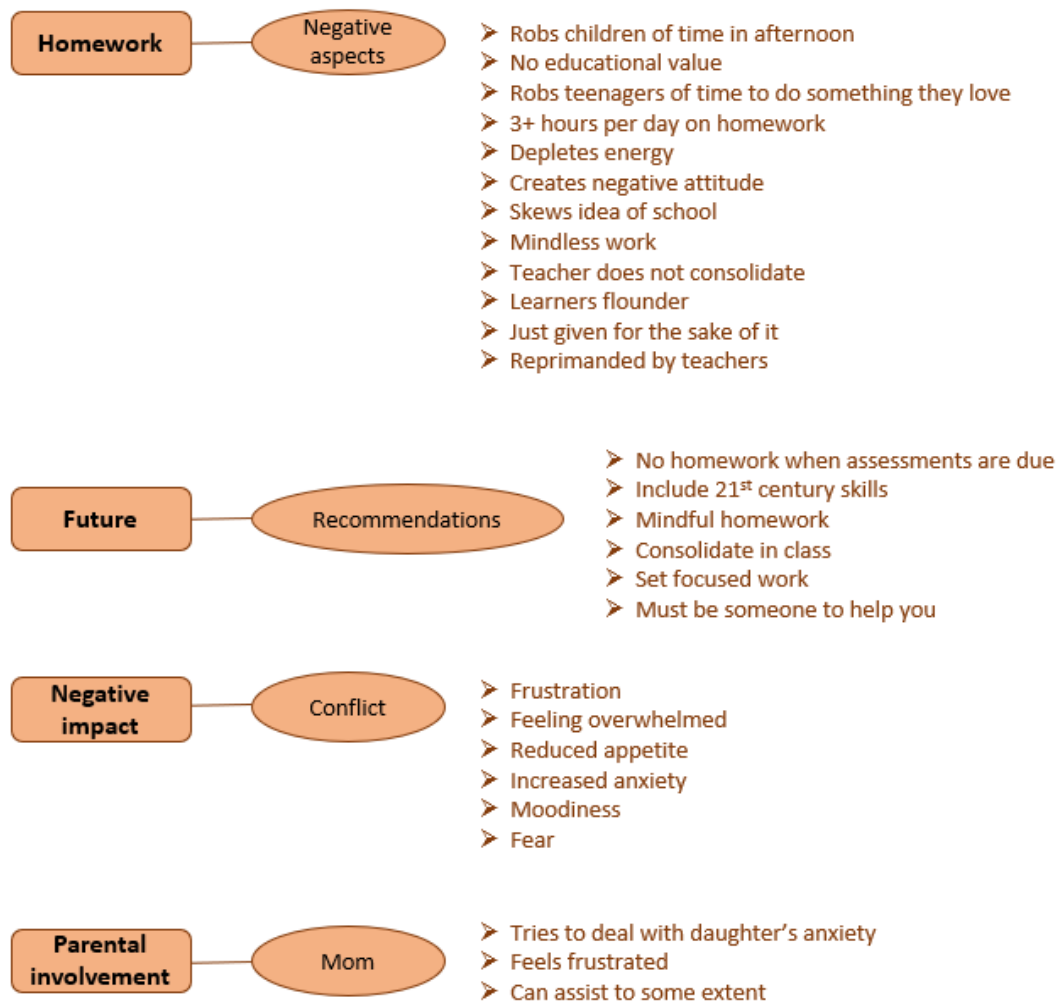 Homework
Negative
aspects
➢ Robs children of time in afternoon
➢ No educational value
➢ Robs teenagers of time to do something they love
➢ 3+ hours per day on homework
➢ Depletes energy
➢ Creates negative attitude
➢ Skews idea of school
➢ Mindless work
➢ Teacher does not consolidate
➢ Learners flounder
➢ Just given for the sake of it
➢ Reprimanded by teachers
Future
Recommendations
➢ No homework when assessments are due
➢ Include 21st century skills
➢ Mindful homework
➢ Consolidate in class
➢ Set focused work
➢ Must be someone to help you
Negative
impact
Conflict
➢ Frustration
➢ Feeling overwhelmed
➢ Reduced appetite
➢ Increased anxiety
➢ Moodiness
➢ Fear
Parental
involvement
Mom
➢ Tries to deal with daughter's anxiety
➢ Feels frustrated
➢ Can assist to some extent